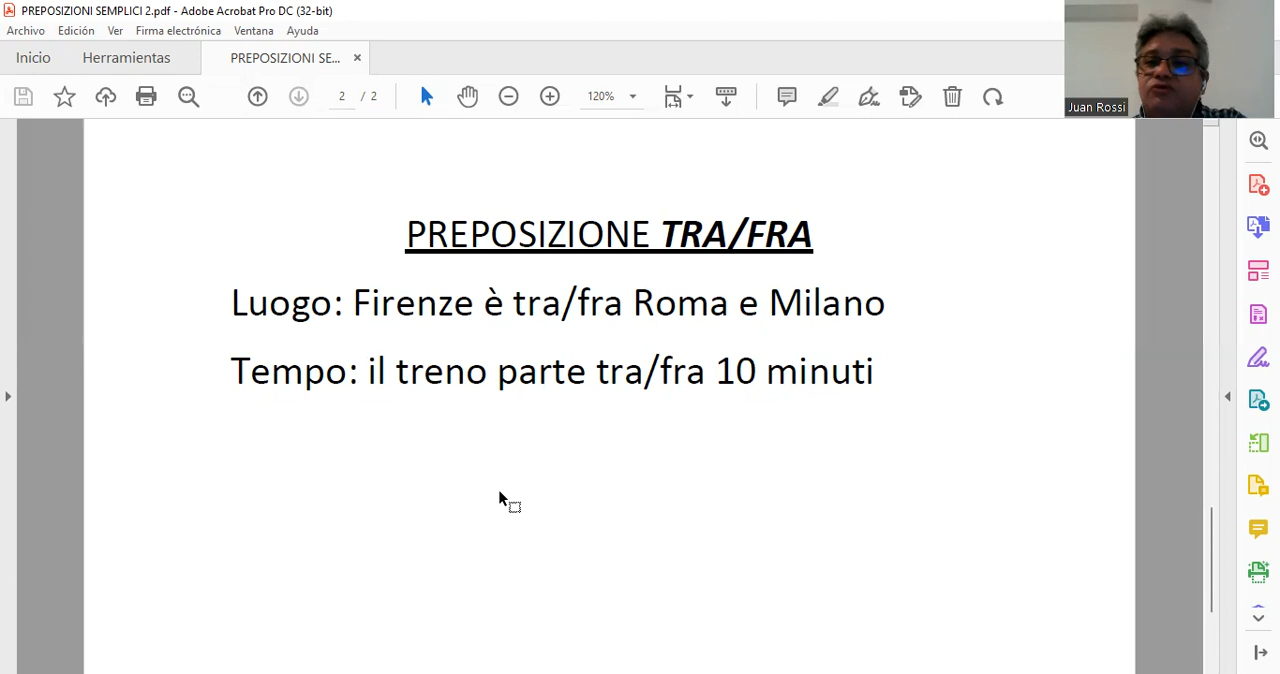 PREPOSIZIONI SEMPLICI 2.pdf - Adobe Acrobat Pro DC (32-bit)
Archivo Edición Ver Firma electrónica Ventana Ayuda
Inicio Herramientas PREPOSIZIONI SE... ×
2 / 2 120%
Juan Rossi
PREPOSIZIONE TRA/FRA
Luogo: Firenze è tra/fra Roma e Milano
Tempo: il treno parte tra/fra 10 minuti